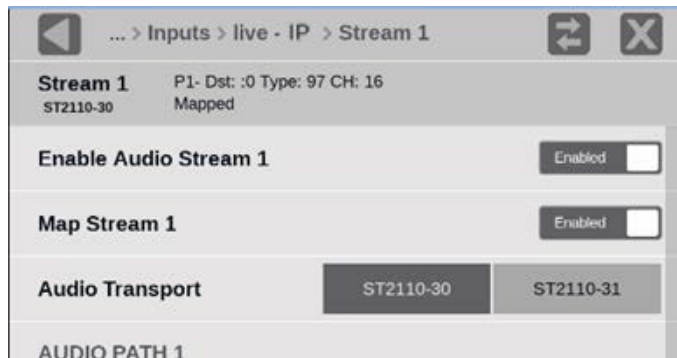 ... > Inputs > live - IP > Stream 1
Stream 1 P1- Dst: :0 Type: 97 CH: 16
ST2110-30 Mapped
Enable Audio Stream 1 Enabled
Map Stream 1 Enabled
Audio Transport ST2110-30 ST2110-31
AUDIO PATH 1